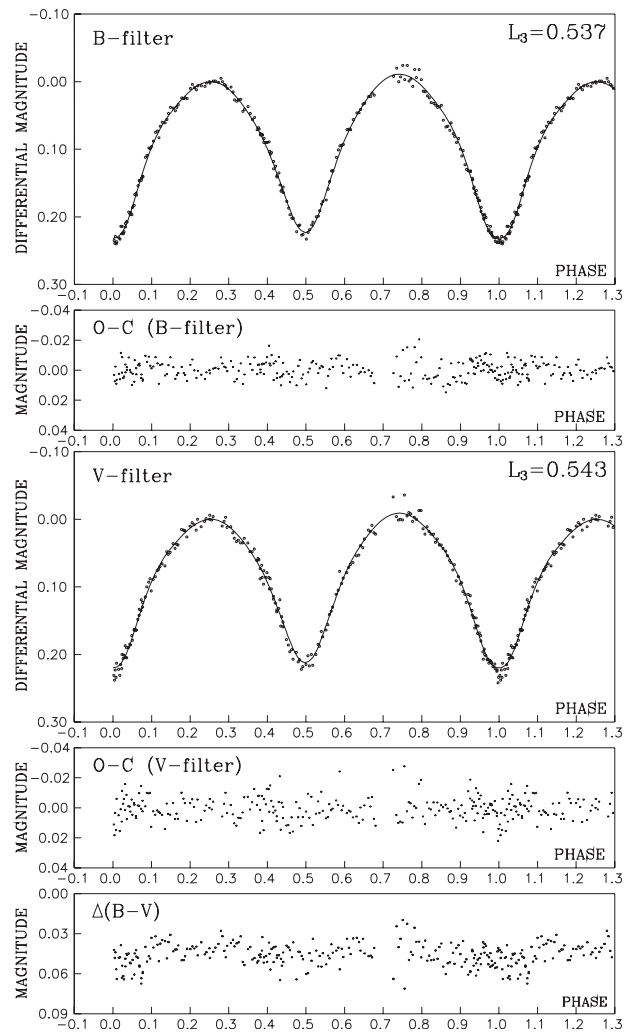 −0.10
B−filter
L₃=0.537
0.00
0.10
0.20
0.30
DIFFERENTIAL MAGNITUDE
PHASE
−0.1 0.0 0.1 0.2 0.3 0.4 0.5 0.6 0.7 0.8 0.9 1.0 1.1 1.2 1.3
−0.04
O−C (B−filter)
−0.02
0.00
0.02
0.04
MAGNITUDE
PHASE
−0.1 0.0 0.1 0.2 0.3 0.4 0.5 0.6 0.7 0.8 0.9 1.0 1.1 1.2 1.3
−0.10
V−filter
L₃=0.543
0.00
0.10
0.20
0.30
DIFFERENTIAL MAGNITUDE
PHASE
−0.1 0.0 0.1 0.2 0.3 0.4 0.5 0.6 0.7 0.8 0.9 1.0 1.1 1.2 1.3
−0.04
O−C (V−filter)
−0.02
0.00
0.02
0.04
MAGNITUDE
PHASE
−0.1 0.0 0.1 0.2 0.3 0.4 0.5 0.6 0.7 0.8 0.9 1.0 1.1 1.2 1.3
0.00
Δ(B−V)
0.03
0.06
0.09
MAGNITUDE
PHASE
−0.1 0.0 0.1 0.2 0.3 0.4 0.5 0.6 0.7 0.8 0.9 1.0 1.1 1.2 1.3